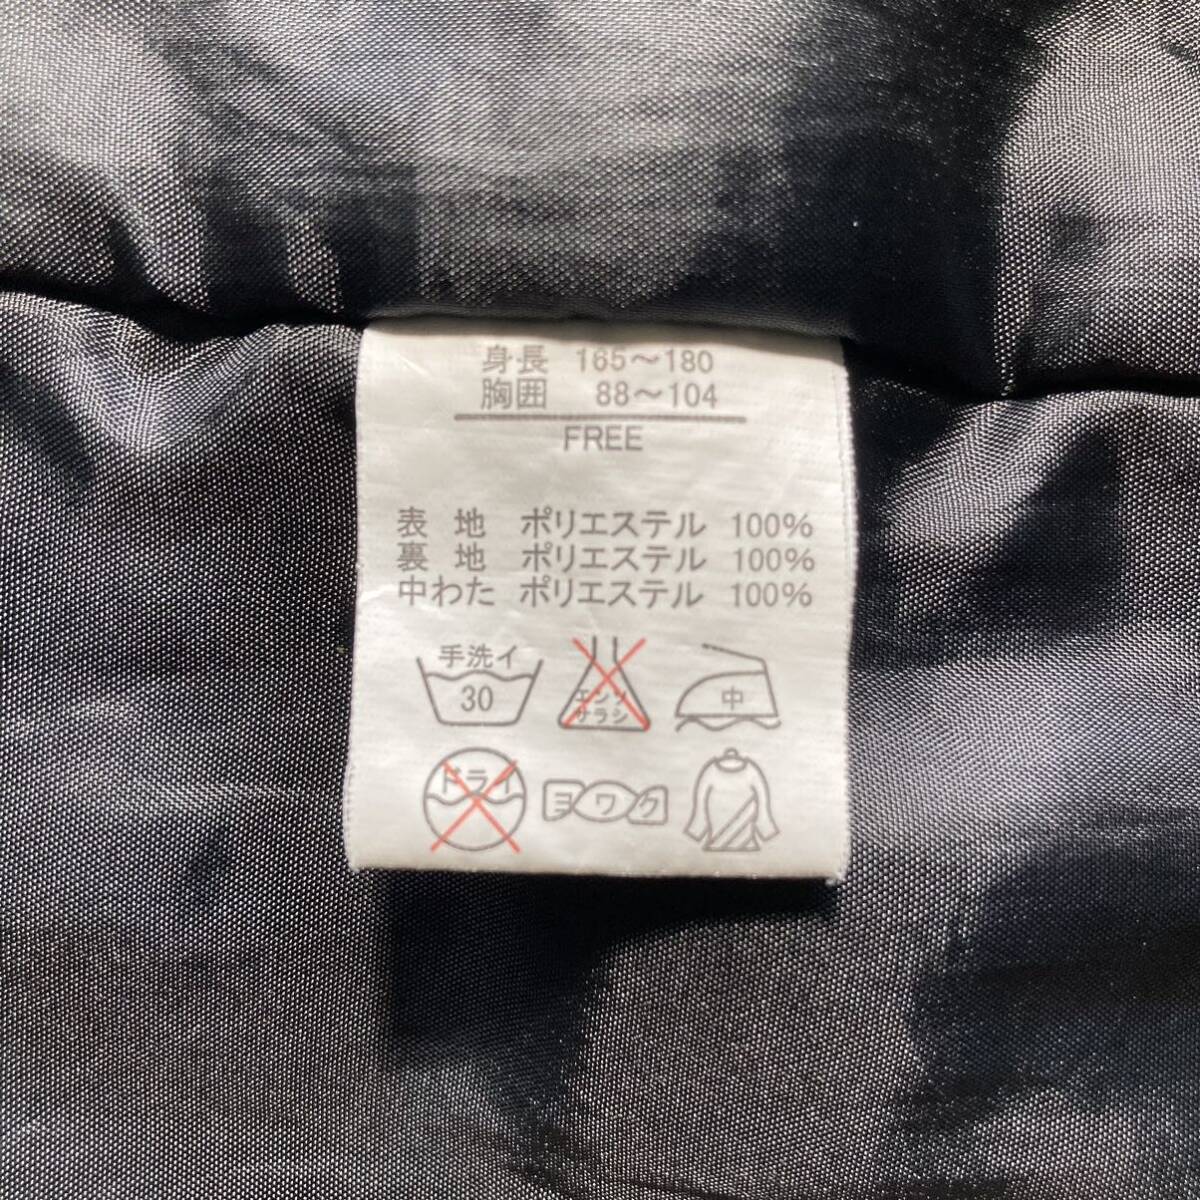 身長 165～180
胸囲 88～104
FREE
表 地 ポリエステル 100%
裏 地 ポリエステル 100%
中わた ポリエステル 100%
手洗イ
30
エンソ
サラシ
中
ドライ
ヨワク